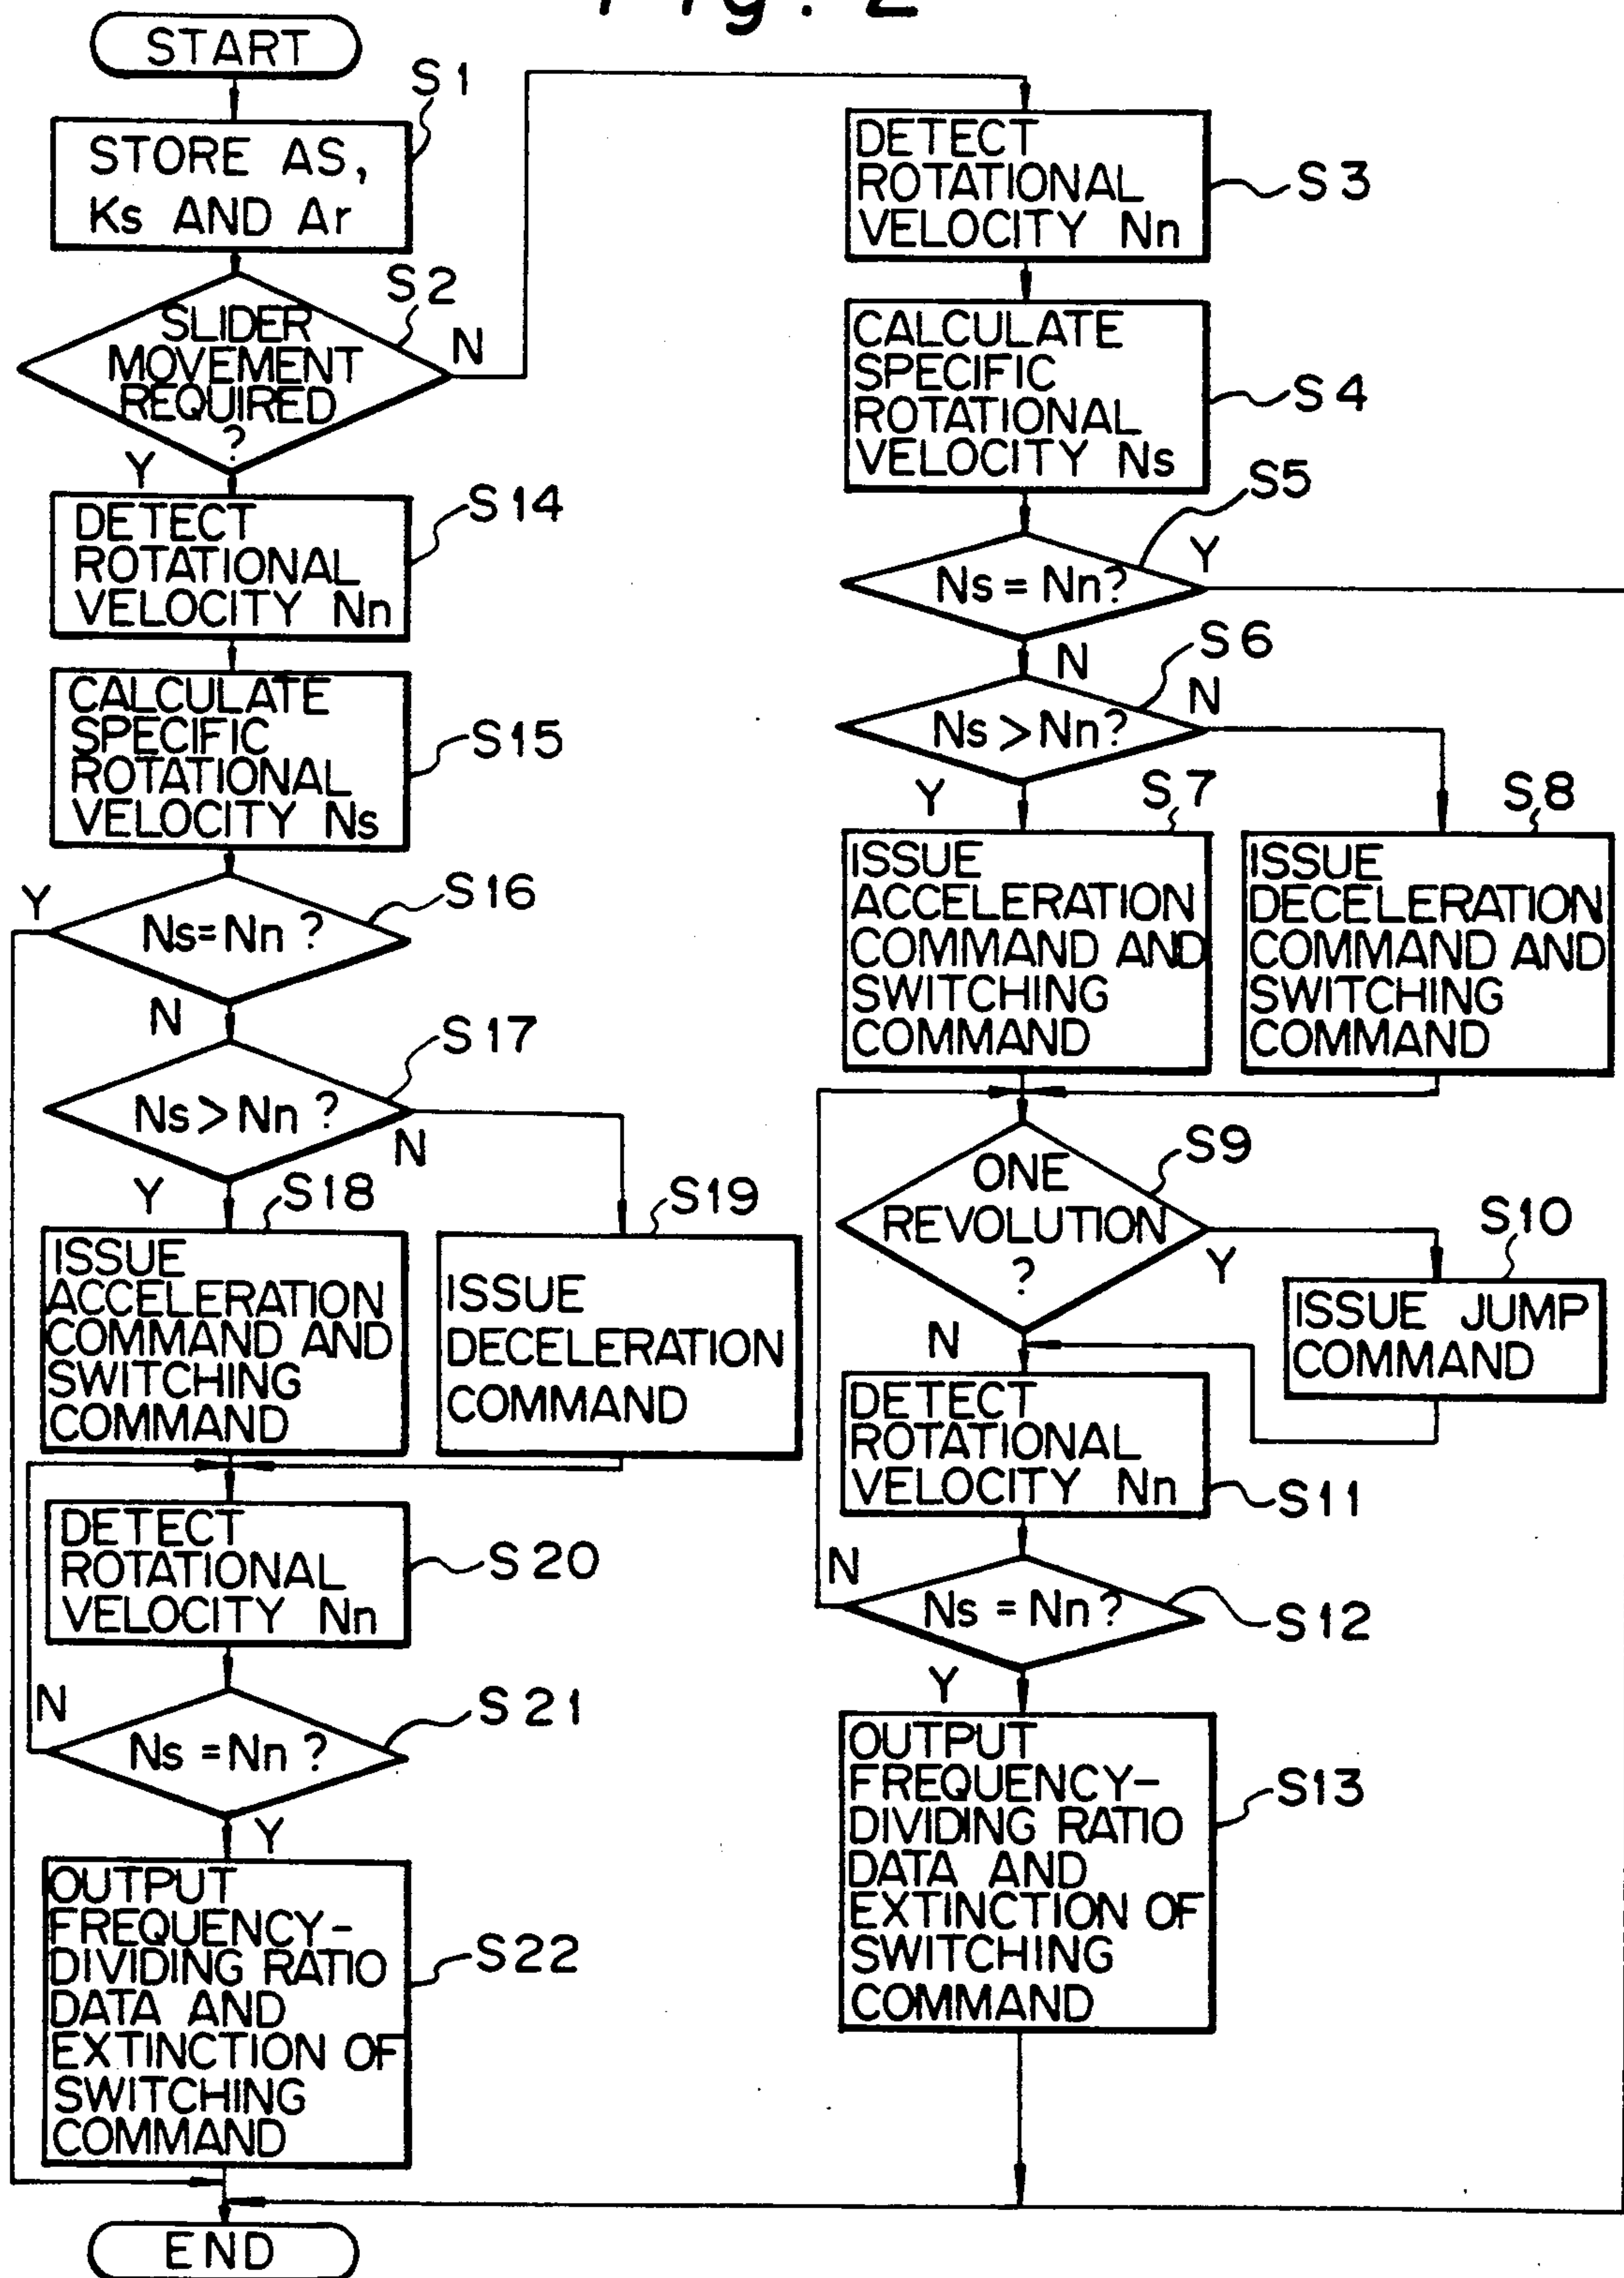 Fig. 2
START
S1
STORE AS,
Ks AND Ar
S2
SLIDER
MOVEMENT
REQUIRED
?
N
Y
S14
DETECT
ROTATIONAL
VELOCITY Nn
CALCULATE
SPECIFIC
ROTATIONAL
VELOCITY Ns
S15
Y
Ns=Nn ?
S16
N
S17
Ns>Nn ?
N
Y
S18
ISSUE
ACCELERATION
COMMAND AND
SWITCHING
COMMAND
S19
ISSUE
DECELERATION
COMMAND
DETECT
ROTATIONAL
VELOCITY Nn
S20
N
S21
Ns =Nn ?
Y
OUTPUT
FREQUENCY-
DIVIDING RATIO
DATA AND
EXTINCTION OF
SWITCHING
COMMAND
S22
END
DETECT
ROTATIONAL
VELOCITY Nn
S3
CALCULATE
SPECIFIC
ROTATIONAL
VELOCITY Ns
S4
S5
Ns = Nn?
Y
N
S6
Ns > Nn?
N
Y
S7
ISSUE
ACCELERATION
COMMAND AND
SWITCHING
COMMAND
S8
ISSUE
DECELERATION
COMMAND AND
SWITCHING
COMMAND
S9
ONE
REVOLUTION
?
Y
N
S10
ISSUE JUMP
COMMAND
DETECT
ROTATIONAL
VELOCITY Nn
S11
N
Ns = Nn?
S12
Y
OUTPUT
FREQUENCY-
DIVIDING RATIO
DATA AND
EXTINCTION OF
SWITCHING
COMMAND
S13